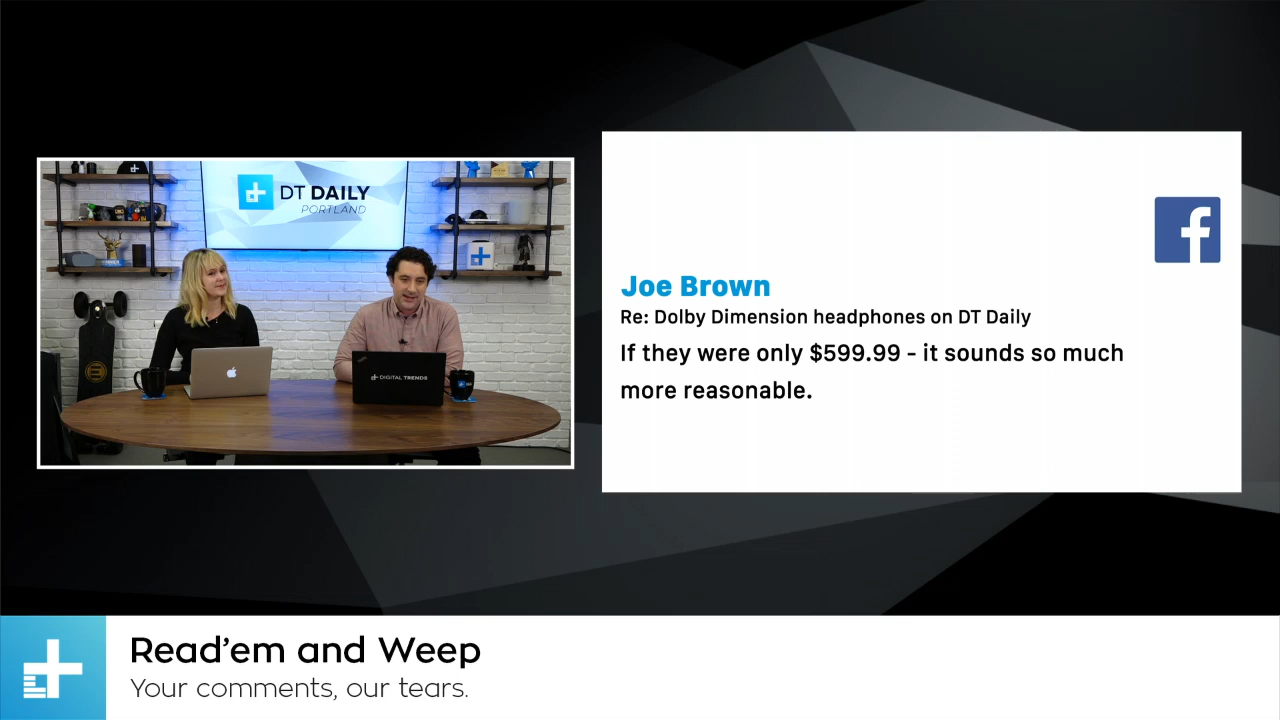 DT DAILY
PORTLAND
DIGITAL TRENDS
Joe Brown
Re: Dolby Dimension headphones on DT Daily
If they were only $599.99 - it sounds so much
more reasonable.
Read’em and Weep
Your comments, our tears.